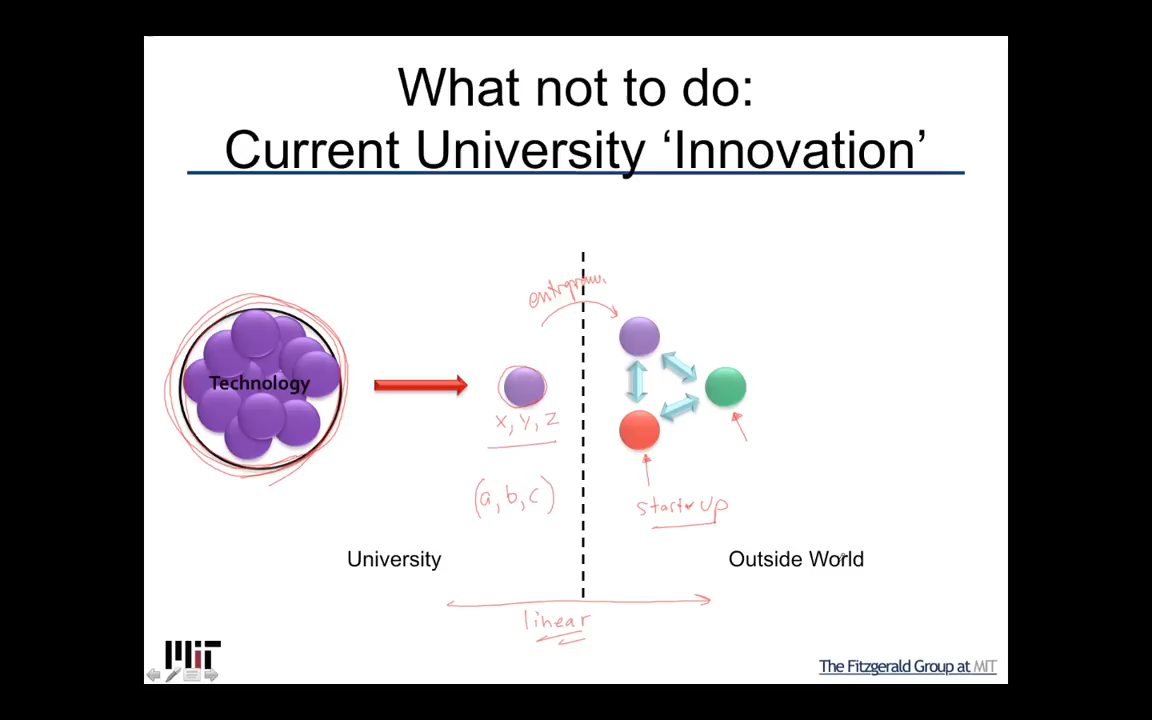 What not to do:
Current University ‘Innovation’
Technology
x, y, z
(a, b, c)
start up
University
Outside World
linear
MIT
The Fitzgerald Group at MIT